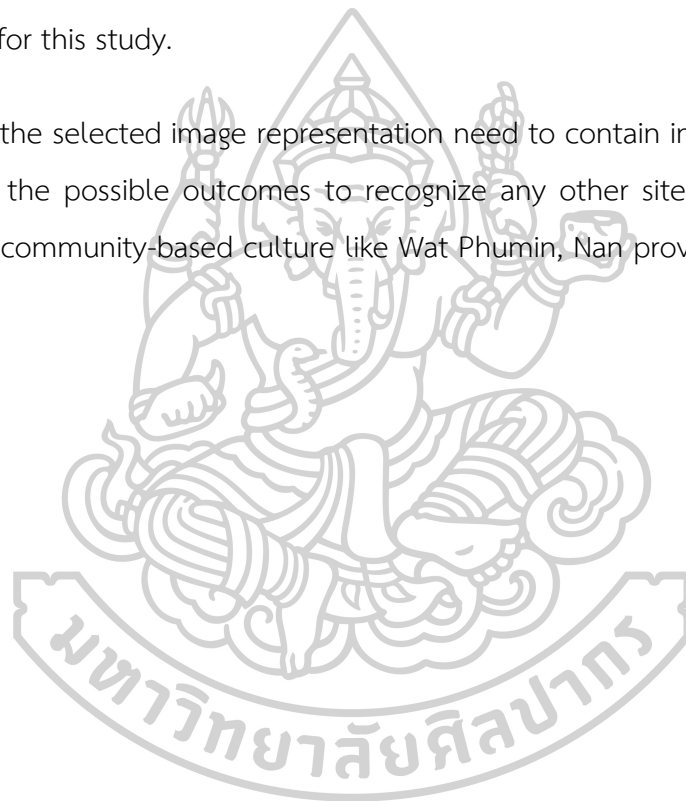 for this study.
the selected image representation need to contain in
the possible outcomes to recognize any other site
community-based culture like Wat Phumin, Nan prov
มหาวิทยาลัยศิลปากร